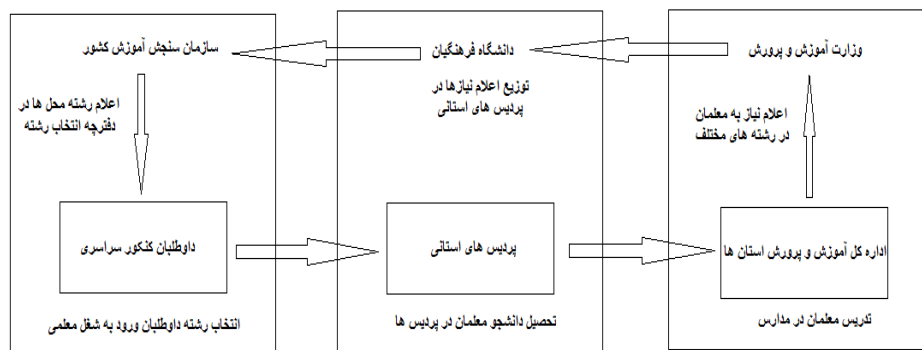 وزارت آموزش و پرورش
اعلام نیاز به معلمان
در رشته های مختلف
اداره کل آموزش و پرورش استان ها
تدریس معلمان در مدارس
دانشگاه فرهنگیان
توزیع اعلام نیازها در
پردیس های استانی
پردیس های استانی
تحصیل دانشجو معلمان در پردیس ها
سازمان سنجش آموزش کشور
اعلام رشته محل ها در
دفترچه انتخاب رشته
داوطلبان کنکور سراسری
انتخاب رشته داوطلبان ورود به شغل معلمی